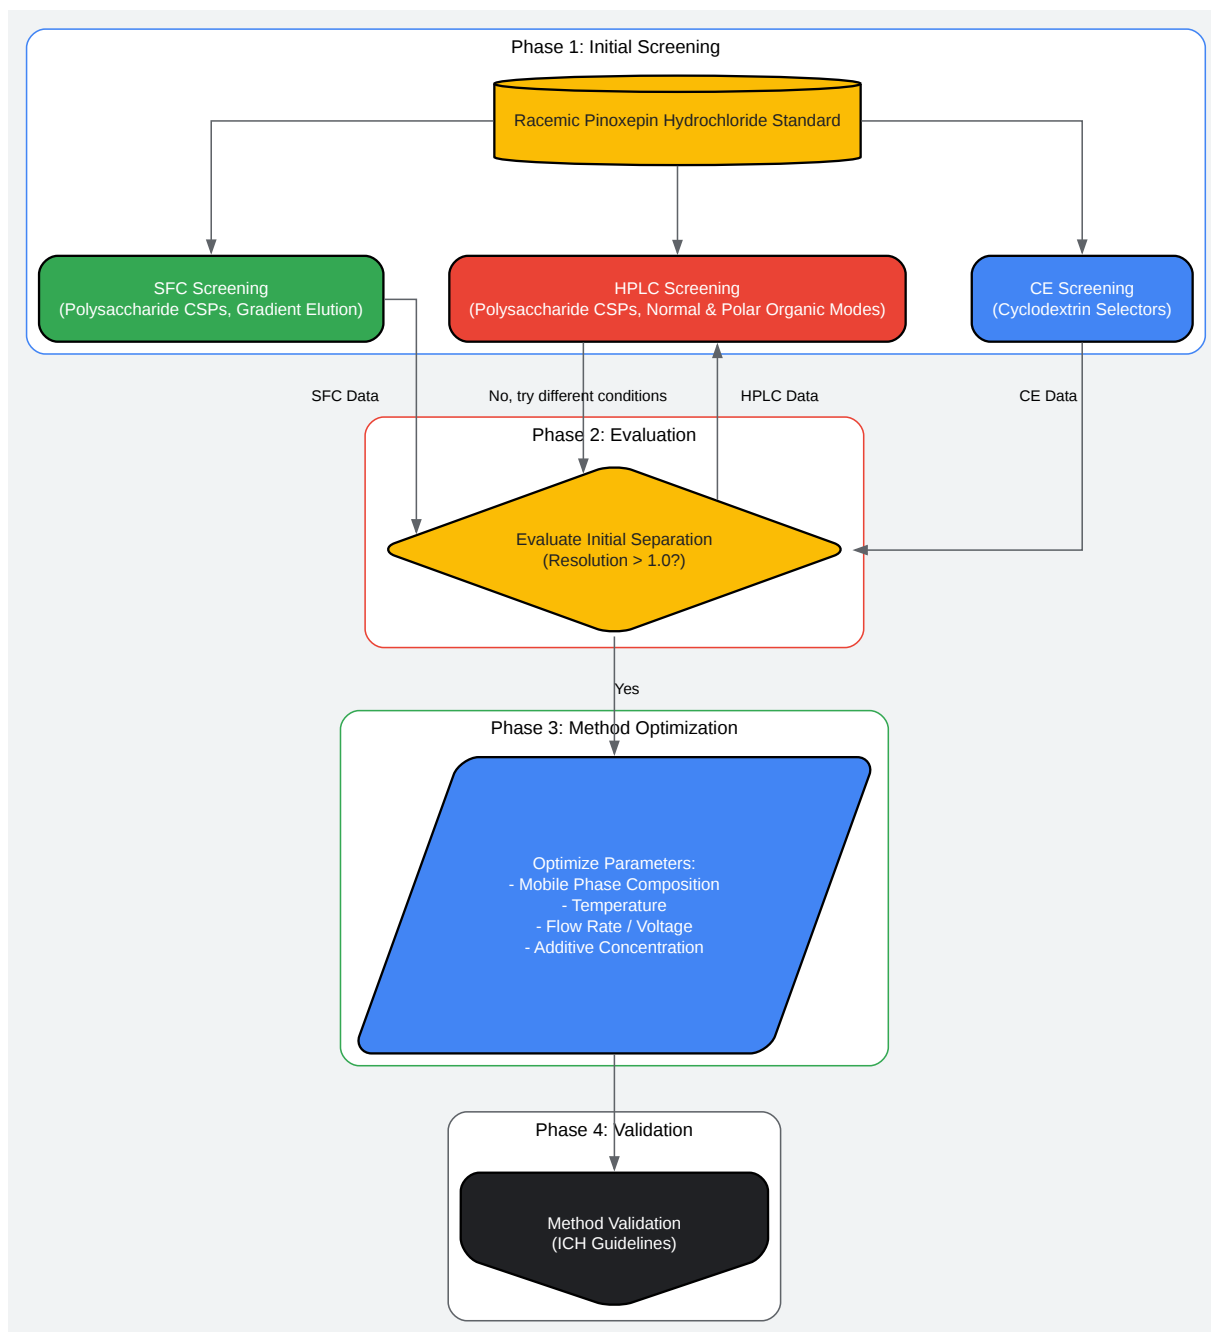 Phase 1: Initial Screening
Racemic Pinoxepin Hydrochloride Standard
SFC Screening
(Polysaccharide CSPs, Gradient Elution)
HPLC Screening
(Polysaccharide CSPs, Normal & Polar Organic Modes)
CE Screening
(Cyclodextrin Selectors)
SFC Data
No, try different conditions
HPLC Data
CE Data
Phase 2: Evaluation
Evaluate Initial Separation
(Resolution > 1.0?)
Yes
Phase 3: Method Optimization
Optimize Parameters:
- Mobile Phase Composition
- Temperature
- Flow Rate / Voltage
- Additive Concentration
Phase 4: Validation
Method Validation
(ICH Guidelines)